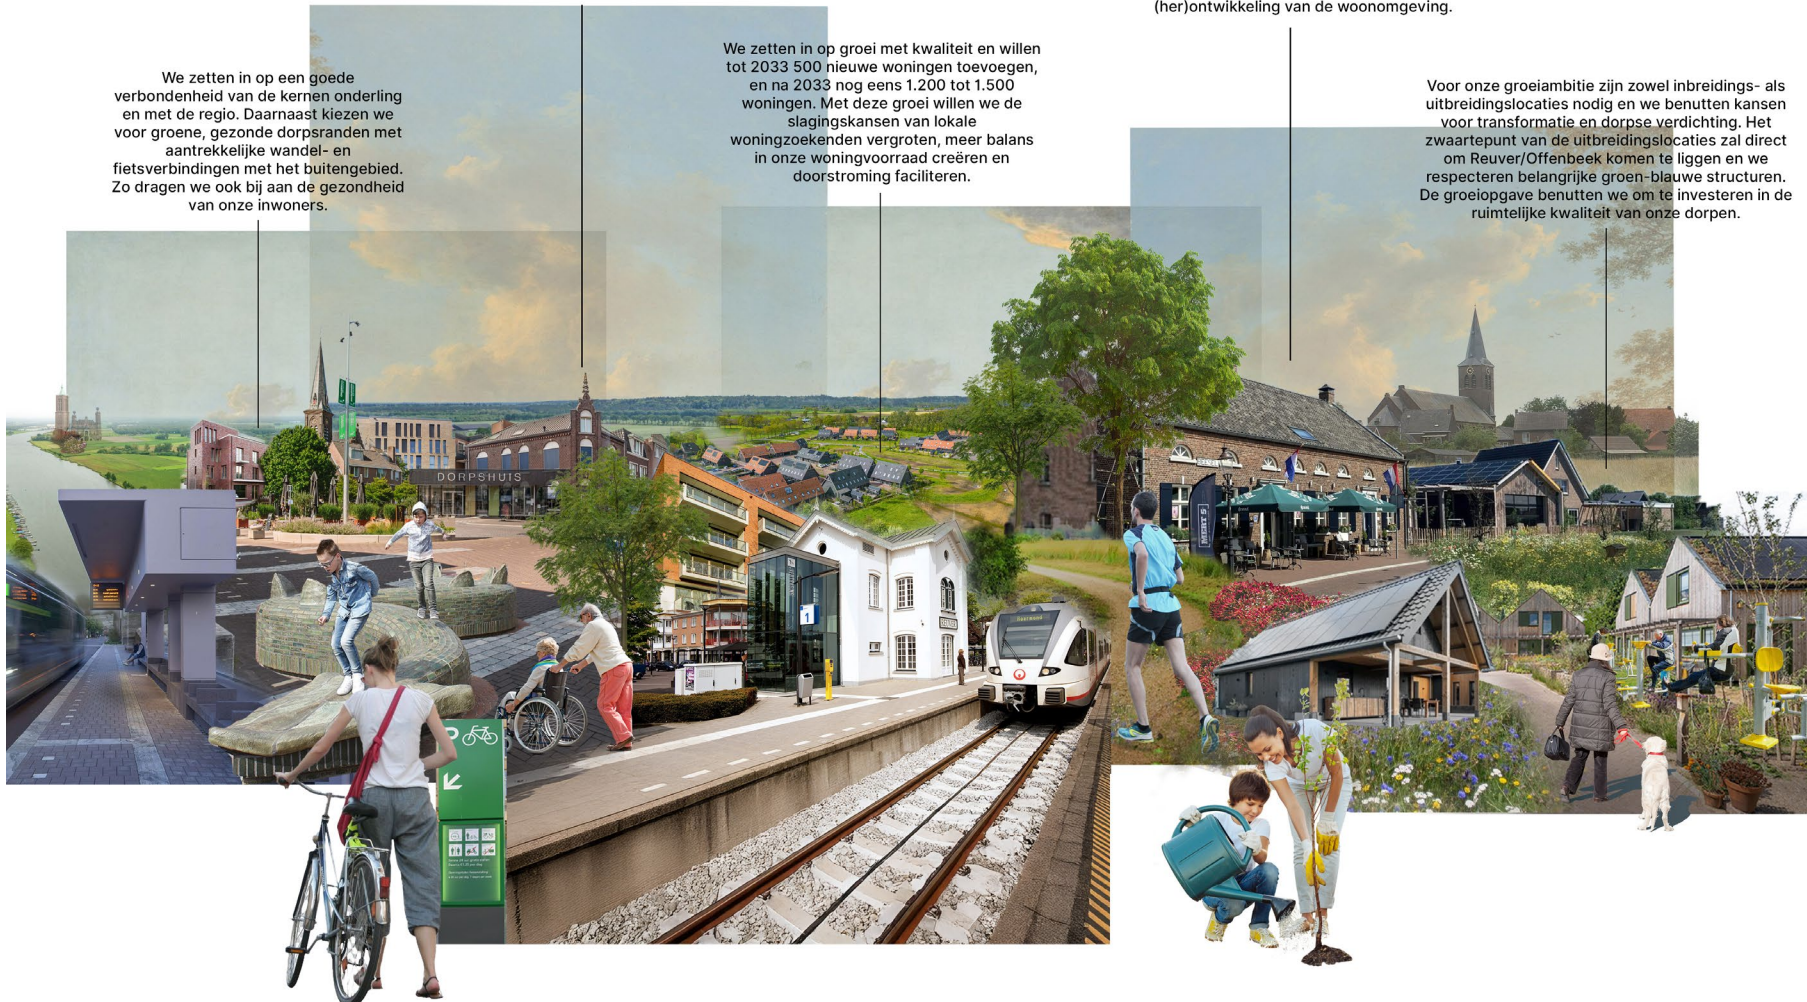 (her)ontwikkeling van de woonomgeving.
We zetten in op een goede
verbondenheid van de kernen onderling
en met de regio. Daarnaast kiezen we
voor groene, gezonde dorpsranden met
aantrekkelijke wandel- en
fietsverbindingen met het buitengebied.
Zo dragen we ook bij aan de gezondheid
van onze inwoners.
We zetten in op groei met kwaliteit en willen
tot 2033 500 nieuwe woningen toevoegen,
en na 2033 nog eens 1.200 tot 1.500
woningen. Met deze groei willen we de
slagingskansen van lokale
woningzoekenden vergroten, meer balans
in onze woningvoorraad creëren en
doorstroming faciliteren.
Voor onze groeiambitie zijn zowel inbreidings- als
uitbreidingslocaties nodig en we benutten kansen
voor transformatie en dorpse verdichting. Het
zwaartepunt van de uitbreidingslocaties zal direct
om Reuver/Offenbeek komen te liggen en we
respecteren belangrijke groen-blauwe structuren.
De groeiopgave benutten we om te investeren in de
ruimtelijke kwaliteit van onze dorpen.
DORPSHUIS
1